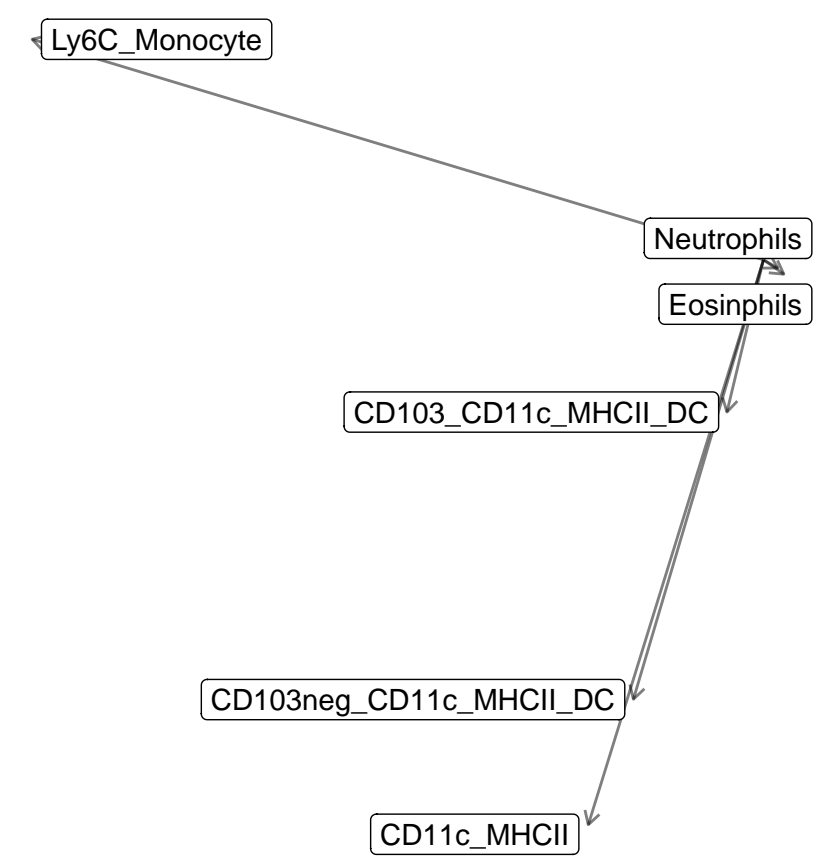 Ly6C_Monocyte
Neutrophils
Eosinphils
CD103_CD11c_MHCII_DC
CD103neg_CD11c_MHCII_DC
CD11c_MHCII